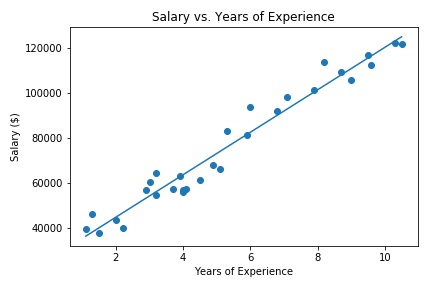 Salary vs. Years of Experience
Salary ($)
120000
100000
80000
60000
40000
2 4 6 8 10
Years of Experience